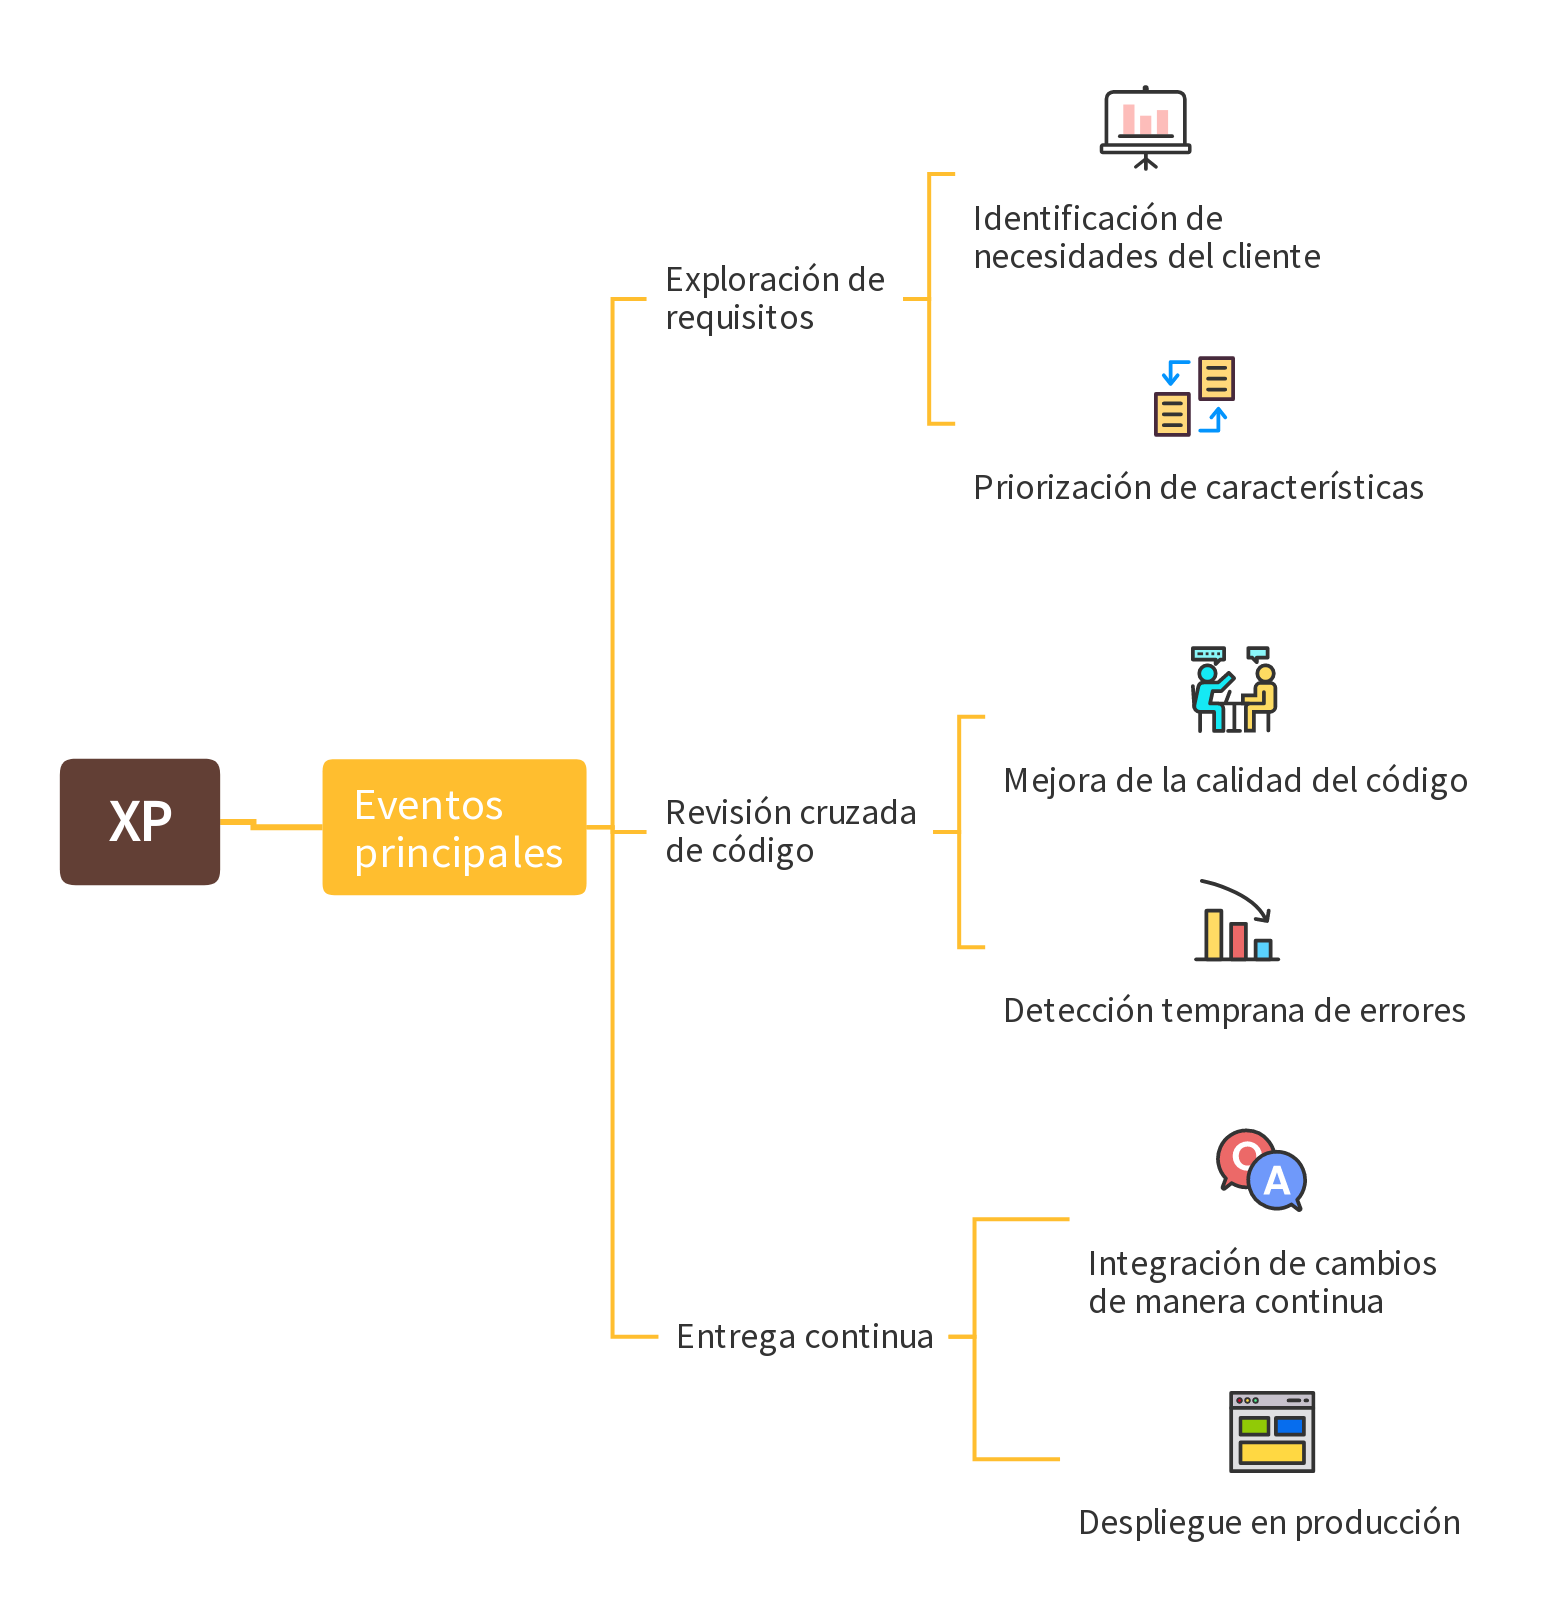 XP
Eventos
principales
Exploración de
requisitos
Identificación de
necesidades del cliente
Priorización de características
Revisión cruzada
de código
Mejora de la calidad del código
Detección temprana de errores
Entrega continua
Q
A
Integración de cambios
de manera continua
Despliegue en producción